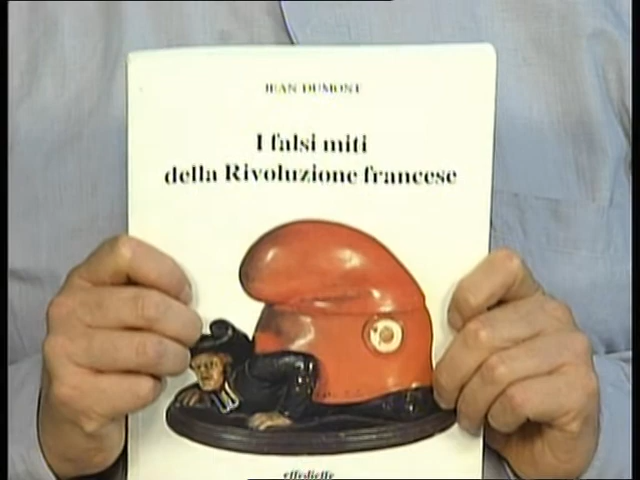 JEAN DUMONT
I falsi miti
della Rivoluzione francese
effedieffe